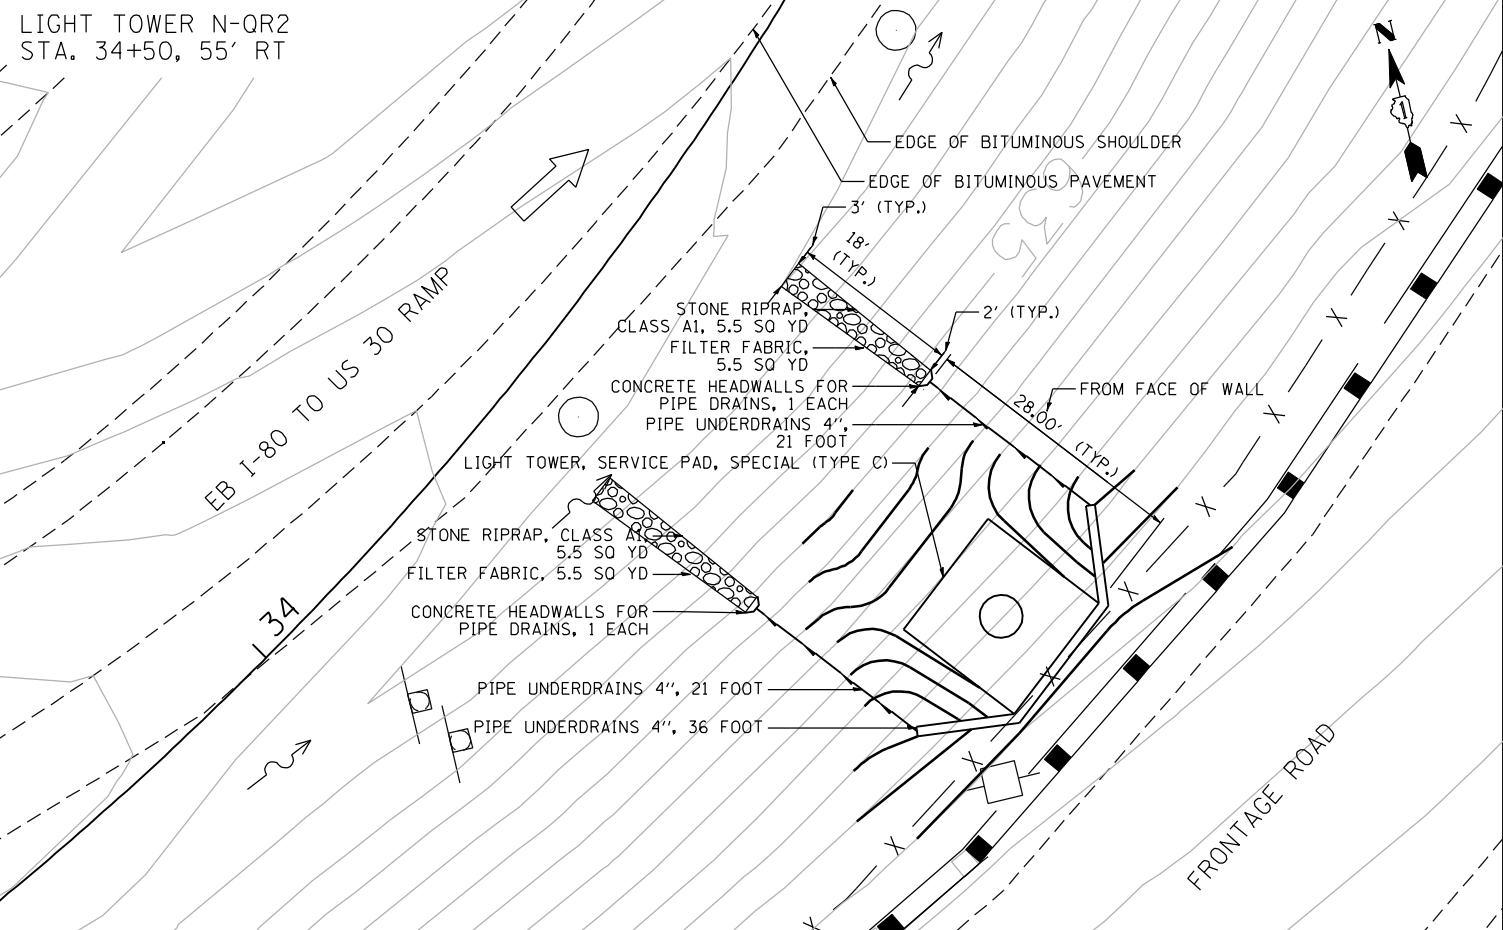 LIGHT TOWER N-QR2
STA. 34+50, 55' RT
N
1
EDGE OF BITUMINOUS SHOULDER
EDGE OF BITUMINOUS PAVEMENT
3' (TYP.)
18'
(TYP.)
635
STONE RIPRAP,
CLASS A1, 5.5 SQ YD
FILTER FABRIC,
5.5 SQ YD
2' (TYP.)
CONCRETE HEADWALLS FOR
PIPE DRAINS, 1 EACH
FROM FACE OF WALL
28.00' (TYP.)
PIPE UNDERDRAINS 4",
21 FOOT
LIGHT TOWER, SERVICE PAD, SPECIAL (TYPE C)
EB I-80 TO US 30 RAMP
STONE RIPRAP, CLASS A1,
5.5 SQ YD
FILTER FABRIC, 5.5 SQ YD
CONCRETE HEADWALLS FOR
PIPE DRAINS, 1 EACH
34
PIPE UNDERDRAINS 4", 21 FOOT
PIPE UNDERDRAINS 4", 36 FOOT
FRONTAGE ROAD